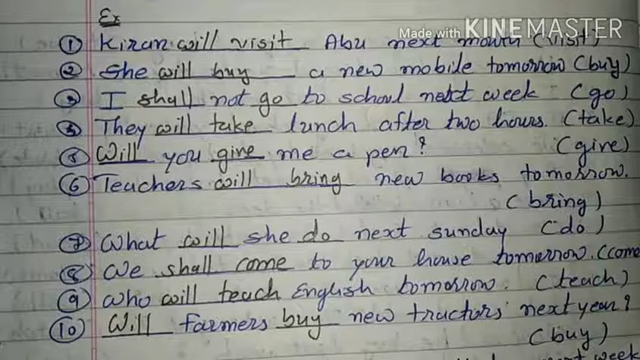 Ex
Made with KINEMASTER
① Kiran will visit Abu next month (visit)
② She will buy a new mobile tomorrow (buy)
③ I shall not go to school next week (go)
④ They will take lunch after two hours. (take)
⑤ Will you give me a pen? (give)
⑥ Teachers will bring new books tomorrow.
(bring)
⑦ What will she do next sunday (do)
⑧ We shall come to your house tomorrow. (come
⑨ who will teach English tomorrow. (teach)
⑩ Will farmers buy new tractors next year?
(buy)
next week